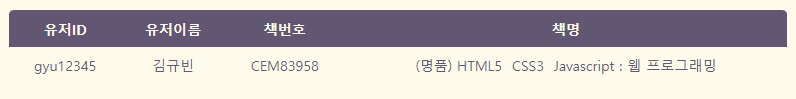 유저ID 유저이름 책번호 책명
gyu12345 김규빈 CEM83958 (명품) HTML5 CSS3 Javascript : 웹 프로그래밍